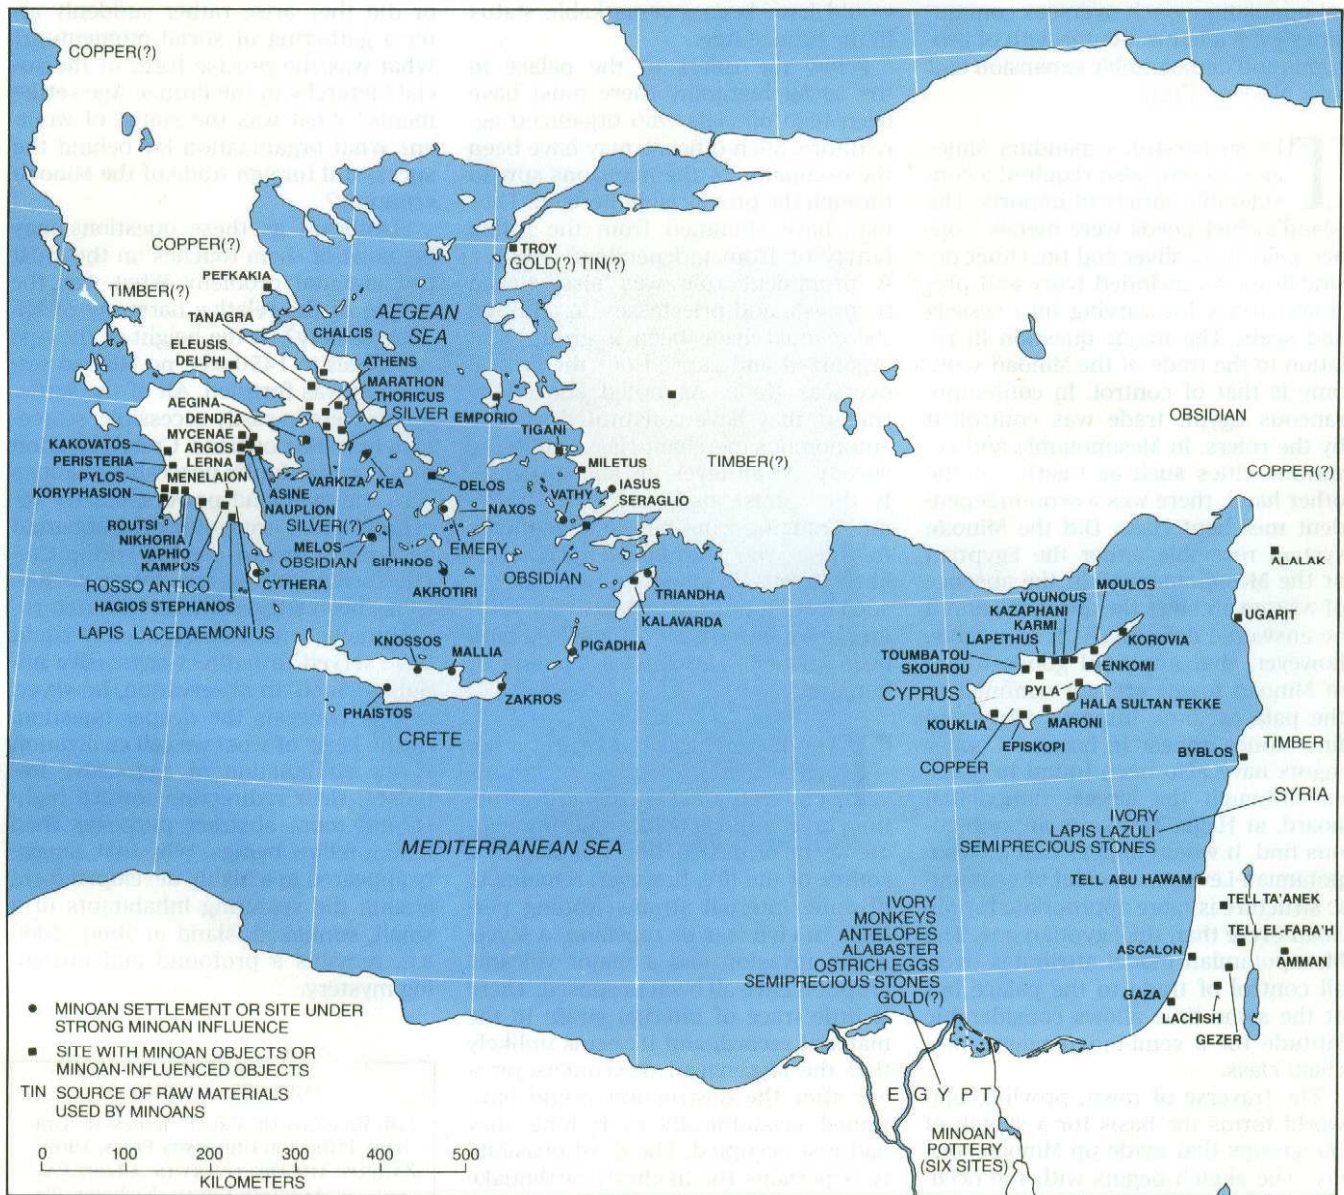 COPPER(?)
COPPER(?)
PEFKAKIA
TROY
GOLD(?) TIN(?)
TIMBER(?)
TANAGRA
CHALCIS
AEGEAN
SEA
ELEUSIS
DELPHI
ATHENS
MARATHON
THORICUS
SILVER
AEGINA
DENDRA
MYCENAE
ARGOS
LERNA
MENELAION
KAKOVATOS
PERISTERIA
PYLOS
KORYPHASION
EMPORIO
TIGANI
MILETUS
IASUS
SERAGLIO
TIMBER(?)
OBSIDIAN
COPPER(?)
VARKIZA
KEA
DELOS
VATHY
ASINE
NAUPLION
NAXOS
ROUTSI
NIKHORIA
VAPHIO
KAMPOS
SILVER(?)
MELOS
OBSIDIAN
SIPHNOS
EMERY
OBSIDIAN
ROSSO ANTICO
CYTHERA
AKROTIRI
HAGIOS STEPHANOS
LAPIS LACEDAEMONIUS
TRIANDHA
KALAVARDA
PIGADHIA
KNOSSOS
MALLIA
ZAKROS
PHAISTOS
CRETE
ALALAK
UGARIT
MOULOS
VOUNOUS
KAZAPHANI
KARMI
LAPETHUS
KOROVIA
TOUMBA TOU
SKOUROU
ENKOMI
CYPRUS
PYLA
HALA SULTAN TEKKE
KOUKLIA
MARONI
EPISKOPI
COPPER
BYBLOS
TIMBER
SYRIA
IVORY
LAPIS LAZULI
SEMIPRECIOUS STONES
MEDITERRANEAN SEA
TELL ABU HAWAM
TELL TA'ANEK
TELL EL-FARA'H
ASCALON
AMMAN
GAZA
LACHISH
GEZER
IVORY
MONKEYS
ANTELOPES
ALABASTER
OSTRICH EGGS
SEMIPRECIOUS STONES
GOLD(?)
EGYPT
MINOAN
POTTERY
(SIX SITES)
MINOAN SETTLEMENT OR SITE UNDER
STRONG MINOAN INFLUENCE
SITE WITH MINOAN OBJECTS OR
MINOAN-INFLUENCED OBJECTS
TIN SOURCE OF RAW MATERIALS
USED BY MINOANS
0 100 200 300 400 500
KILOMETERS